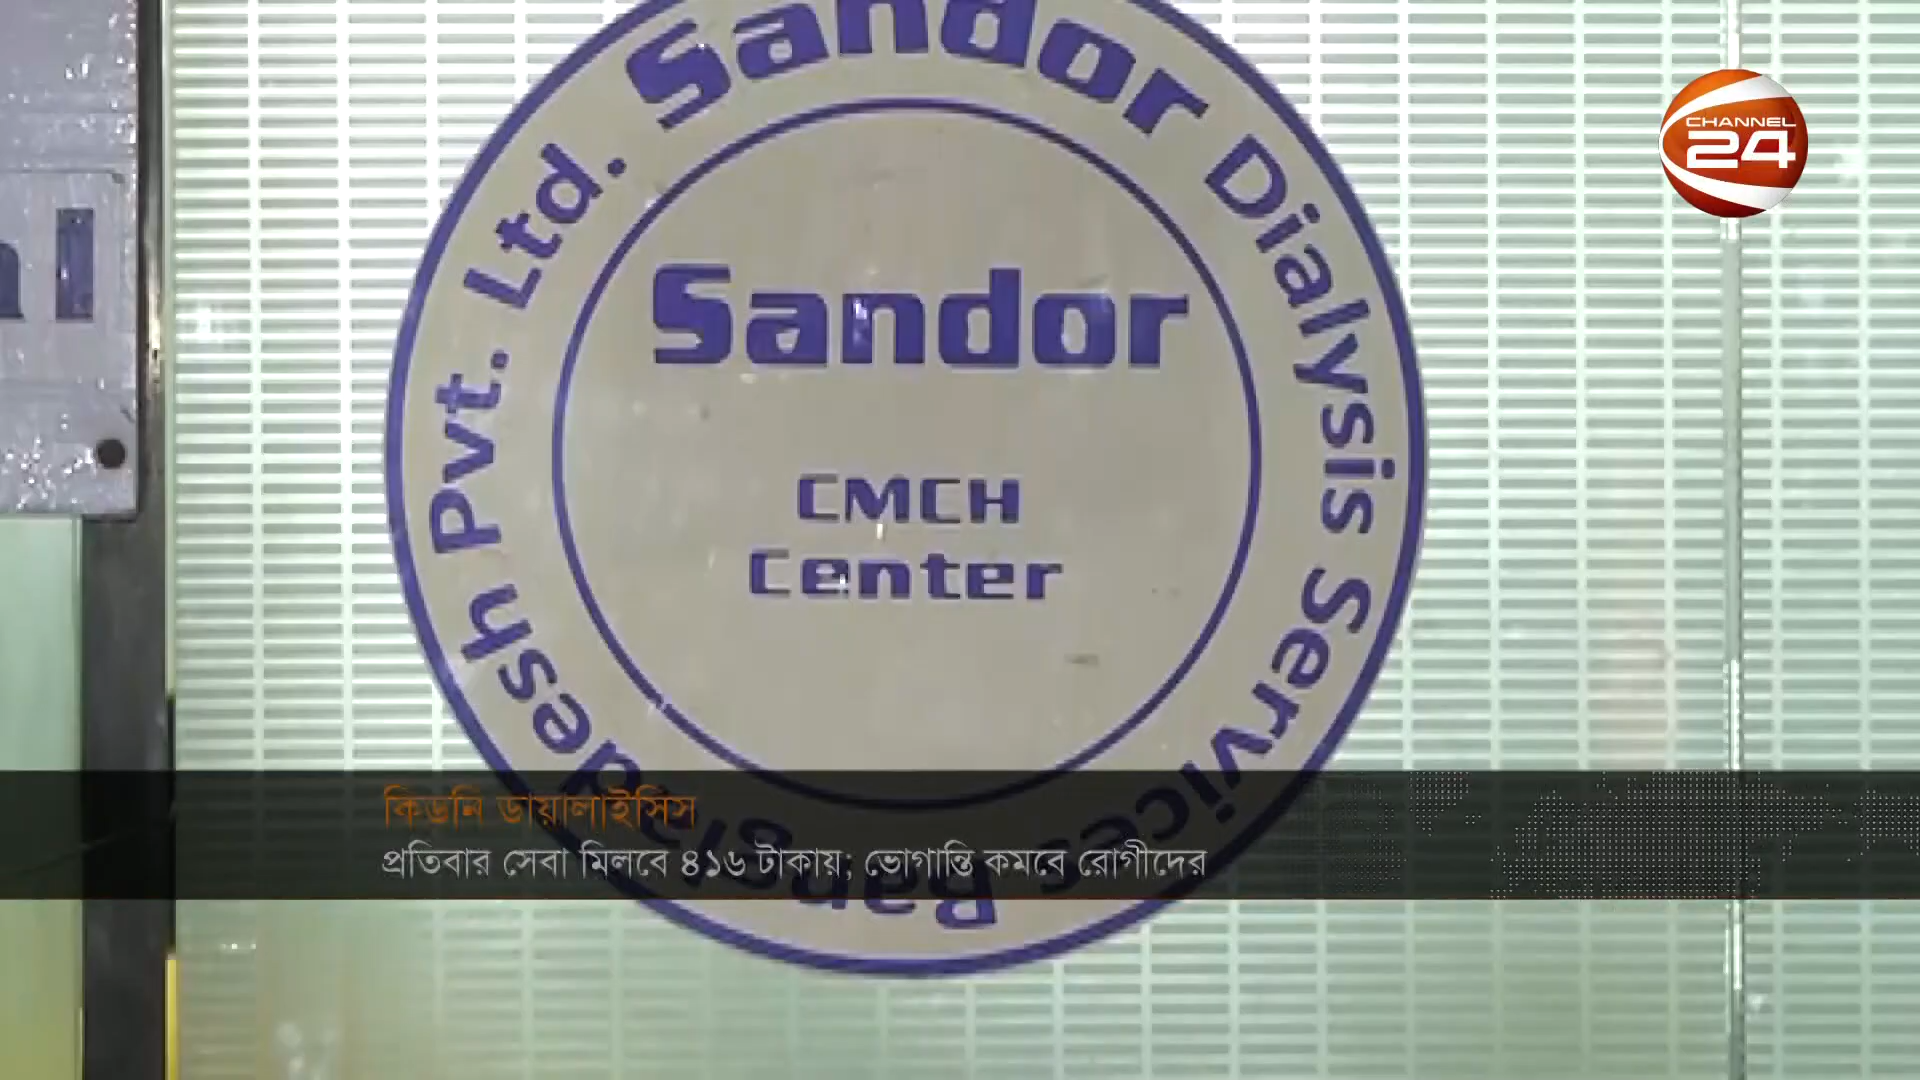 Sandor Dialysis Services Bangladesh Pvt. Ltd.
CHANNEL
24
Sandor
CMCH
Center
কিডনি ডায়ালাইসিস
প্রতিবার সেবা মিলবে ৪১৬ টাকায়; ভোগান্তি কমবে রোগীদের